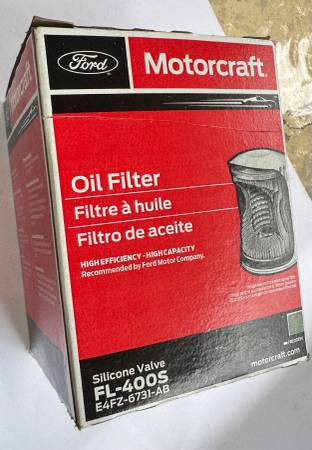 Ford
Motorcraft
Oil Filter
Filtre à huile
Filtro de aceite
HIGH EFFICIENCY - HIGH CAPACITY
Recommended by Ford Motor Company.
Silicone Valve
FL-400S
E4FZ-6731-AB
motorcraft.com